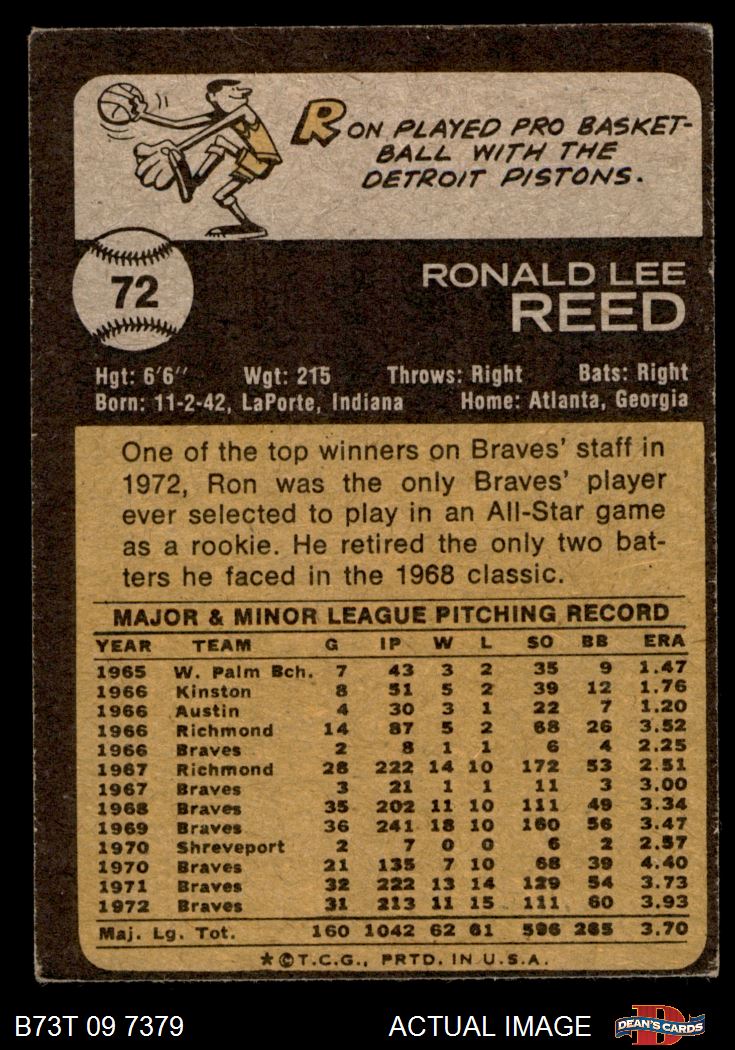 RON PLAYED PRO BASKET-
BALL WITH THE
DETROIT PISTONS.
72
RONALD LEE
REED
Hgt: 6'6" Wgt: 215 Throws: Right Bats: Right
Born: 11-2-42, LaPorte, Indiana Home: Atlanta, Georgia
One of the top winners on Braves' staff in
1972, Ron was the only Braves' player
ever selected to play in an All-Star game
as a rookie. He retired the only two bat-
ters he faced in the 1968 classic.
MAJOR & MINOR LEAGUE PITCHING RECORD
YEAR TEAM G IP W L SO BB ERA
1965 W. Palm Bch. 7 43 3 2 35 9 1.47
1966 Kinston 8 51 5 2 39 12 1.76
1966 Austin 4 30 3 1 22 7 1.20
1966 Richmond 14 87 5 2 68 26 3.52
1966 Braves 2 8 1 1 6 4 2.25
1967 Richmond 28 222 14 10 172 53 2.51
1967 Braves 3 21 1 1 11 3 3.00
1968 Braves 35 202 11 10 111 49 3.34
1969 Braves 36 241 18 10 160 56 3.47
1970 Shreveport 2 7 0 0 6 2 2.57
1970 Braves 21 135 7 10 68 39 4.40
1971 Braves 32 222 13 14 129 54 3.73
1972 Braves 31 213 11 15 111 60 3.93
Maj. Lg. Tot. 160 1042 62 61 596 265 3.70
★©T.C.G., PRTD. IN U.S.A.
B73T 09 7379 ACTUAL IMAGE D DEAN'S CARDS